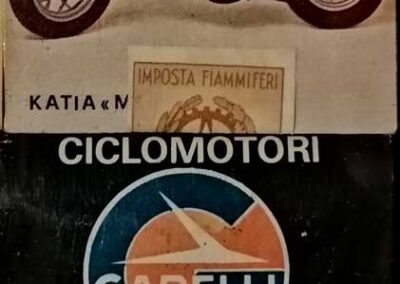 IMPOSTA FIAMMIFERI
KATIA «M
CICLOMOTORI
GARELLI